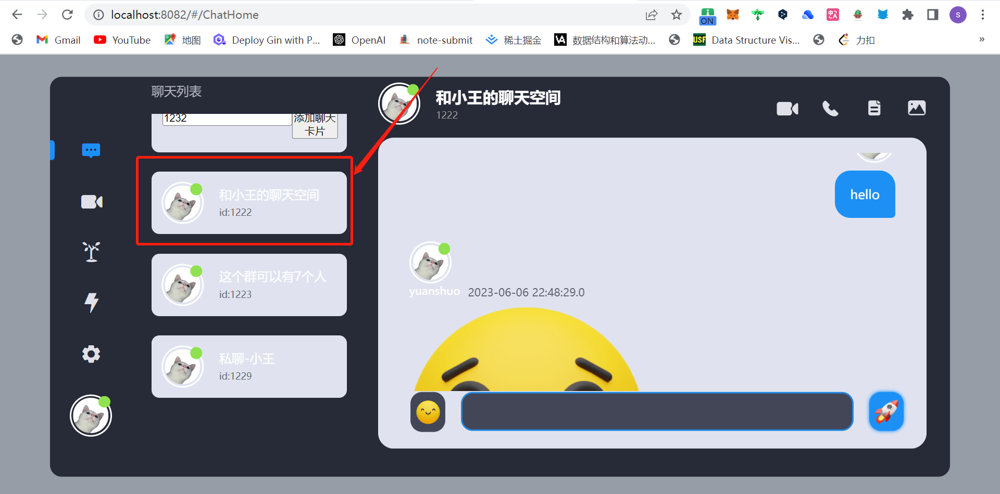 localhost:8082/#/ChatHome
ON
S
Gmail
YouTube
地图
Deploy Gin with P...
OpenAI
note-submit
稀土掘金
数据结构和算法动...
USF
Data Structure Vis...
力扣
»
聊天列表
1232
添加聊天
卡片
和小王的聊天空间
id:1222
这个群可以有7个人
id:1223
私聊-小王
id:1229
和小王的聊天空间
1222
hello
yuanshuo 2023-06-06 22:48:29.0